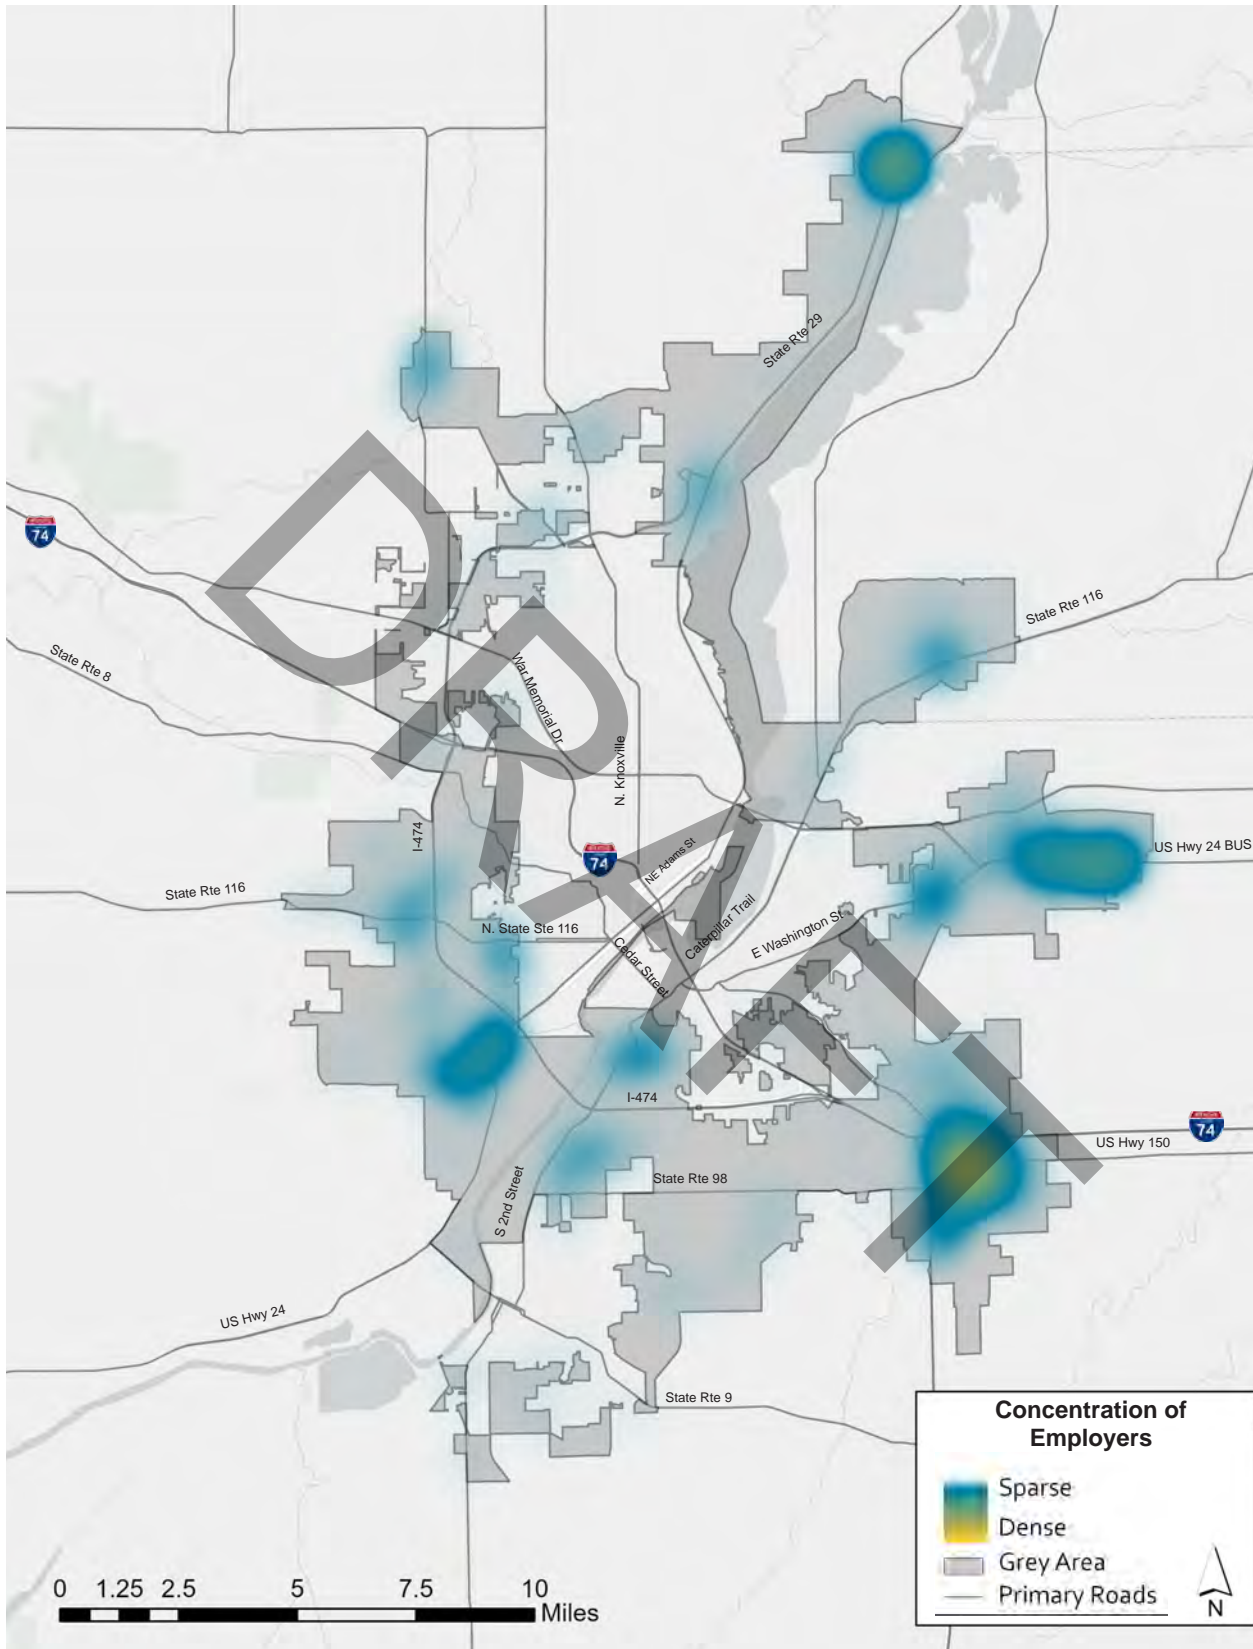 State Rte 29
74
State Rte 116
State Rte 8
War Memorial Dr
N. Knoxville
I-474
74
NE Adams St
US Hwy 24 BUS
State Rte 116
N. State Ste 116
Caterpillar Trail
E Washington St
Cedar Street
I-474
74
US Hwy 150
State Rte 98
S 2nd Street
US Hwy 24
State Rte 9
DRAFT
Concentration of
Employers
Sparse
Dense
Grey Area
Primary Roads
N
0 1.25 2.5 5 7.5 10
Miles